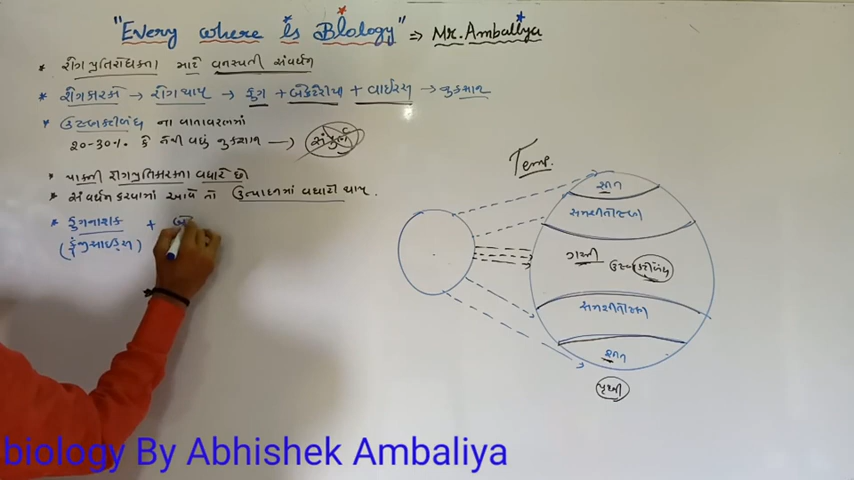 "Every where is Biology" ⇒ Mr.Ambaliya
* રોગપ્રતિરોધકતા માટે વનસ્પતી સંવર્ધન
* રોગકારકો → રોગ થાય → ફુગ + બેક્ટેરીયા + વાઇરસ → નુકશાન
* ઉષ્ણકટીબંધ ના વાતાવરણમાં
20-30% કે તેથી વધું નુકશાન → સંપુર્ણ
* પાકની રોગપ્રતિકારકતા વધારે છે
* સંવર્ધન કરવામાં આવે તો ઉત્પાદનમાં વધારો થાય.
* ફુગનાશક + બે
(ફુંજીસાઇડ્સ)
Temp.
શીત
સમશીતોષ્ણ
ગરમી
ઉષ્ણકટીબંધ
સમશીતોષ્ણ
શીત
પૃથ્વી
biology By Abhishek Ambaliya